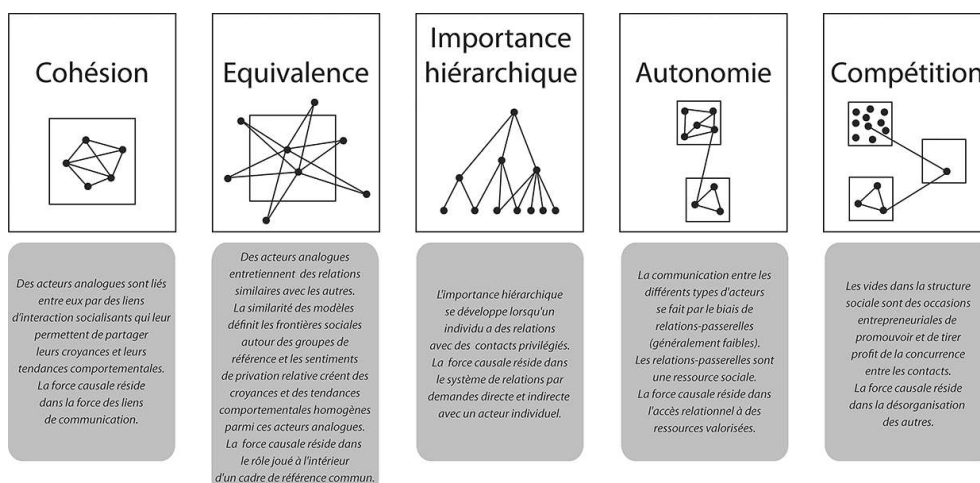 Cohésion
Des acteurs analogues sont liés
entre eux par des liens
d'interaction socialisants qui leur
permettent de partager
leurs croyances et leurs
tendances comportementales.
La force causale réside
dans la force des liens
de communication.
Equivalence
Des acteurs analogues
entretiennent des relations
similaires avec les autres.
La similarité des modèles
définit les frontières sociales
autour des groupes de
référence et les sentiments
de privation relative créent des
croyances et des tendances
comportementales homogènes
parmi ces acteurs analogues.
La force causale réside dans
le rôle joué à l'intérieur
d'un cadre de référence commun.
Importance
hiérarchique
L'importance hiérarchique
se développe lorsqu'un
individu a des relations
avec des contacts privilégiés.
La force causale réside dans
le système de relations par
demandes directe et indirecte
avec un acteur individuel.
Autonomie
La communication entre les
différents types d'acteurs
se fait par le biais de
relations-passerelles
(généralement faibles).
Les relations-passerelles sont
une ressource sociale.
La force causale réside dans
l'accès relationnel à des
ressources valorisées.
Compétition
Les vides dans la structure
sociale sont des occasions
entrepreneuriales de
promouvoir et de tirer
profit de la concurrence
entre les contacts.
La force causale réside
dans la désorganisation
des autres.